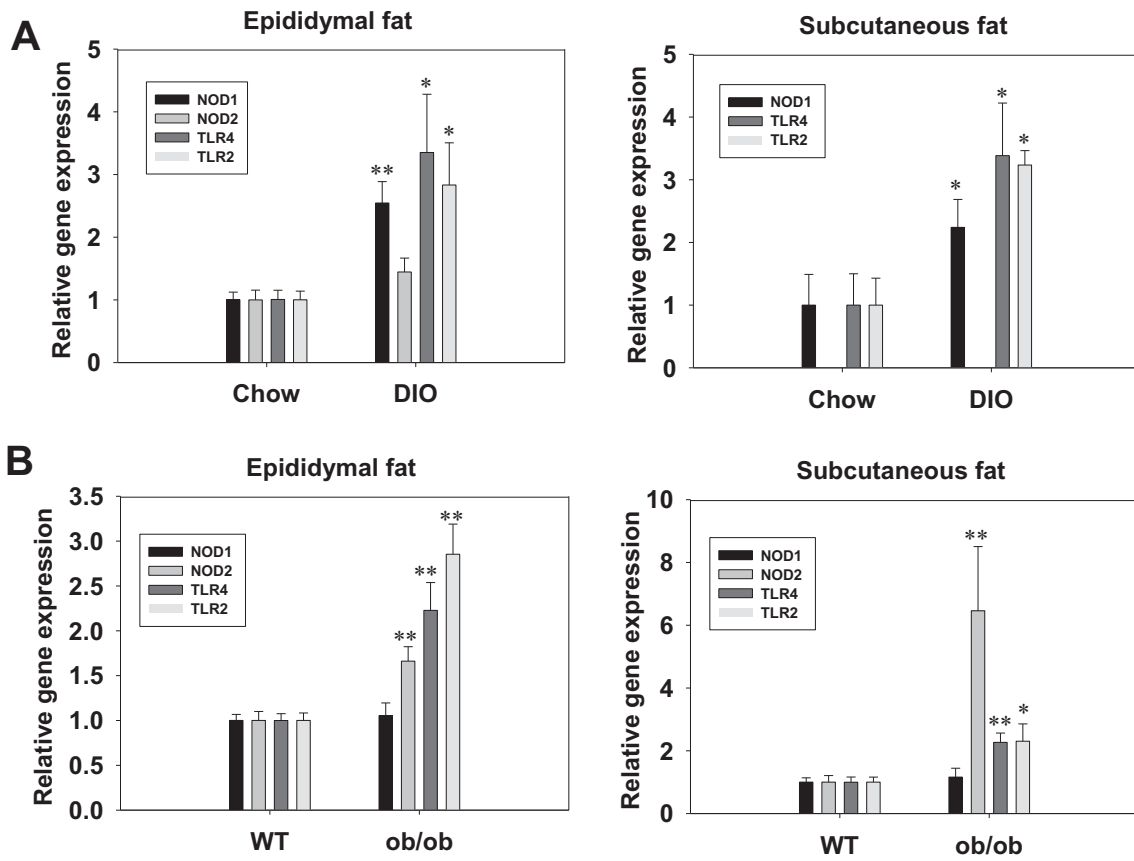 A
Epididymal fat
Relative gene expression
5
4
3
2
1
0
NOD1
NOD2
TLR4
TLR2
**
*
*
Chow DIO
Subcutaneous fat
Relative gene expression
5
4
3
2
1
0
NOD1
TLR4
TLR2
*
*
*
Chow DIO
B
Epididymal fat
Relative gene expression
3.5
3.0
2.5
2.0
1.5
1.0
0.5
0.0
NOD1
NOD2
TLR4
TLR2
**
**
**
WT ob/ob
Subcutaneous fat
Relative gene expression
10
8
6
4
2
0
NOD1
NOD2
TLR4
TLR2
**
**
*
WT ob/ob